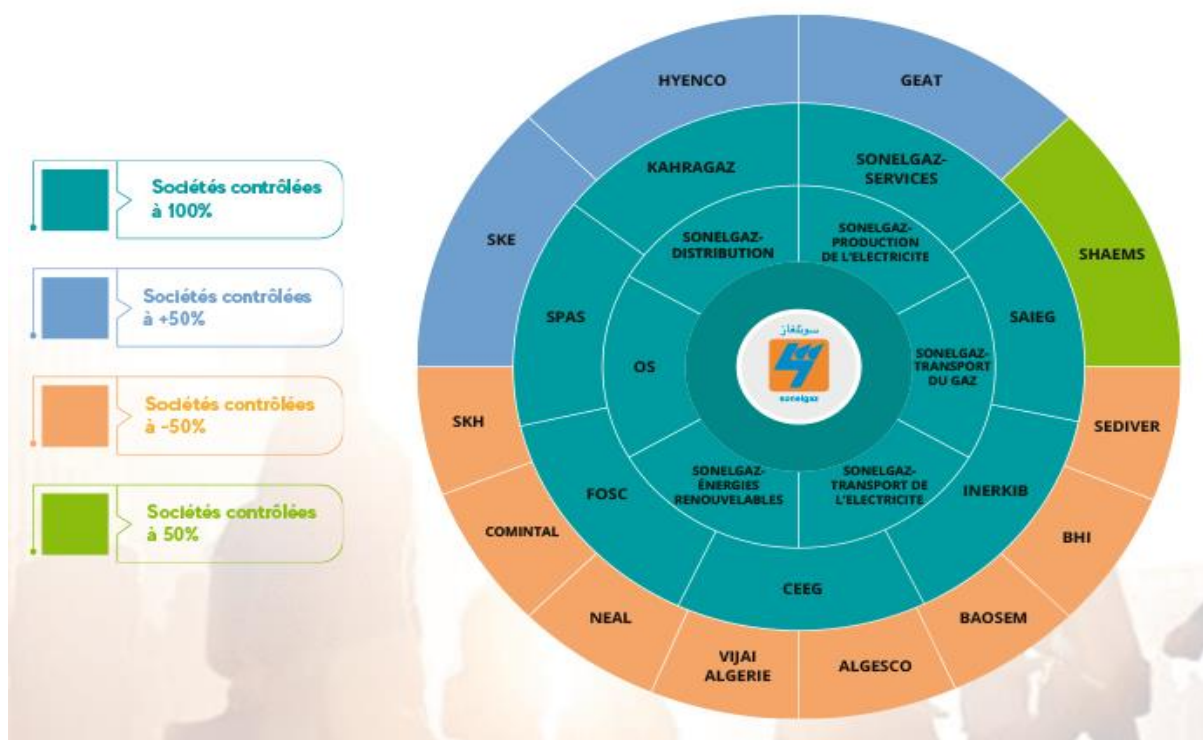 Sociétés contrôlées
à 100%
Sociétés contrôlées
à +50%
Sociétés contrôlées
à -50%
Sociétés contrôlées
à 50%
HYENCO
GEAT
SKE
SHAEMS
SKH
SEDIVER
COMINTAL
BHI
NEAL
BAOSEM
VIJAI
ALGERIE
ALGESCO
KAHRAGAZ
SONELGAZ-
SERVICES
SPAS
SAIEG
FOSC
INERKIB
CEEG
SONELGAZ-
DISTRIBUTION
SONELGAZ-
PRODUCTION
DE L'ELECTRICITE
OS
SONELGAZ-
TRANSPORT
DU GAZ
SONELGAZ-
ÉNERGIES
RENOUVELABLES
SONELGAZ-
TRANSPORT DE
L'ELECTRICITE
سونلغاز
sonelgaz